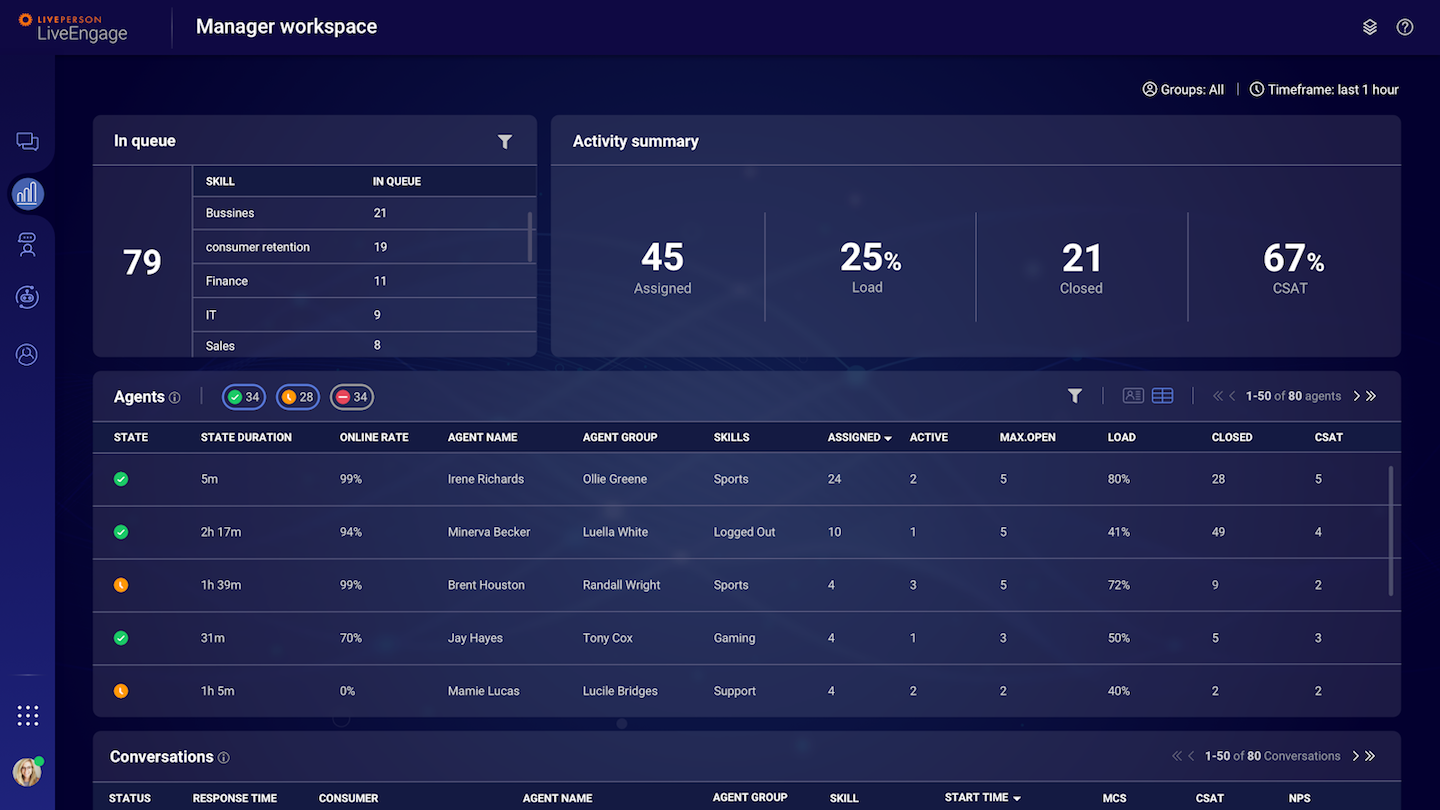 LIVEPERSON
LiveEngage
Manager workspace
Groups: All | Timeframe: last 1 hour
In queue
79
SKILL IN QUEUE
Bussines 21
consumer retention 19
Finance 11
IT 9
Sales 8
Activity summary
45 25% 21 67%
Assigned Load Closed CSAT
Agents 34 28 34 1-50 of 80 agents
STATE STATE DURATION ONLINE RATE AGENT NAME AGENT GROUP SKILLS ASSIGNED ACTIVE MAX.OPEN LOAD CLOSED CSAT
5m 99% Irene Richards Ollie Greene Sports 24 2 5 80% 28 5
2h 17m 94% Minerva Becker Luella White Logged Out 10 1 5 41% 49 4
1h 39m 99% Brent Houston Randall Wright Sports 4 3 5 72% 9 2
31m 70% Jay Hayes Tony Cox Gaming 4 1 3 50% 5 3
1h 5m 0% Mamie Lucas Lucile Bridges Support 4 2 2 40% 2 2
Conversations 1-50 of 80 Conversations
STATUS RESPONSE TIME CONSUMER AGENT NAME AGENT GROUP SKILL START TIME MCS CSAT NPS